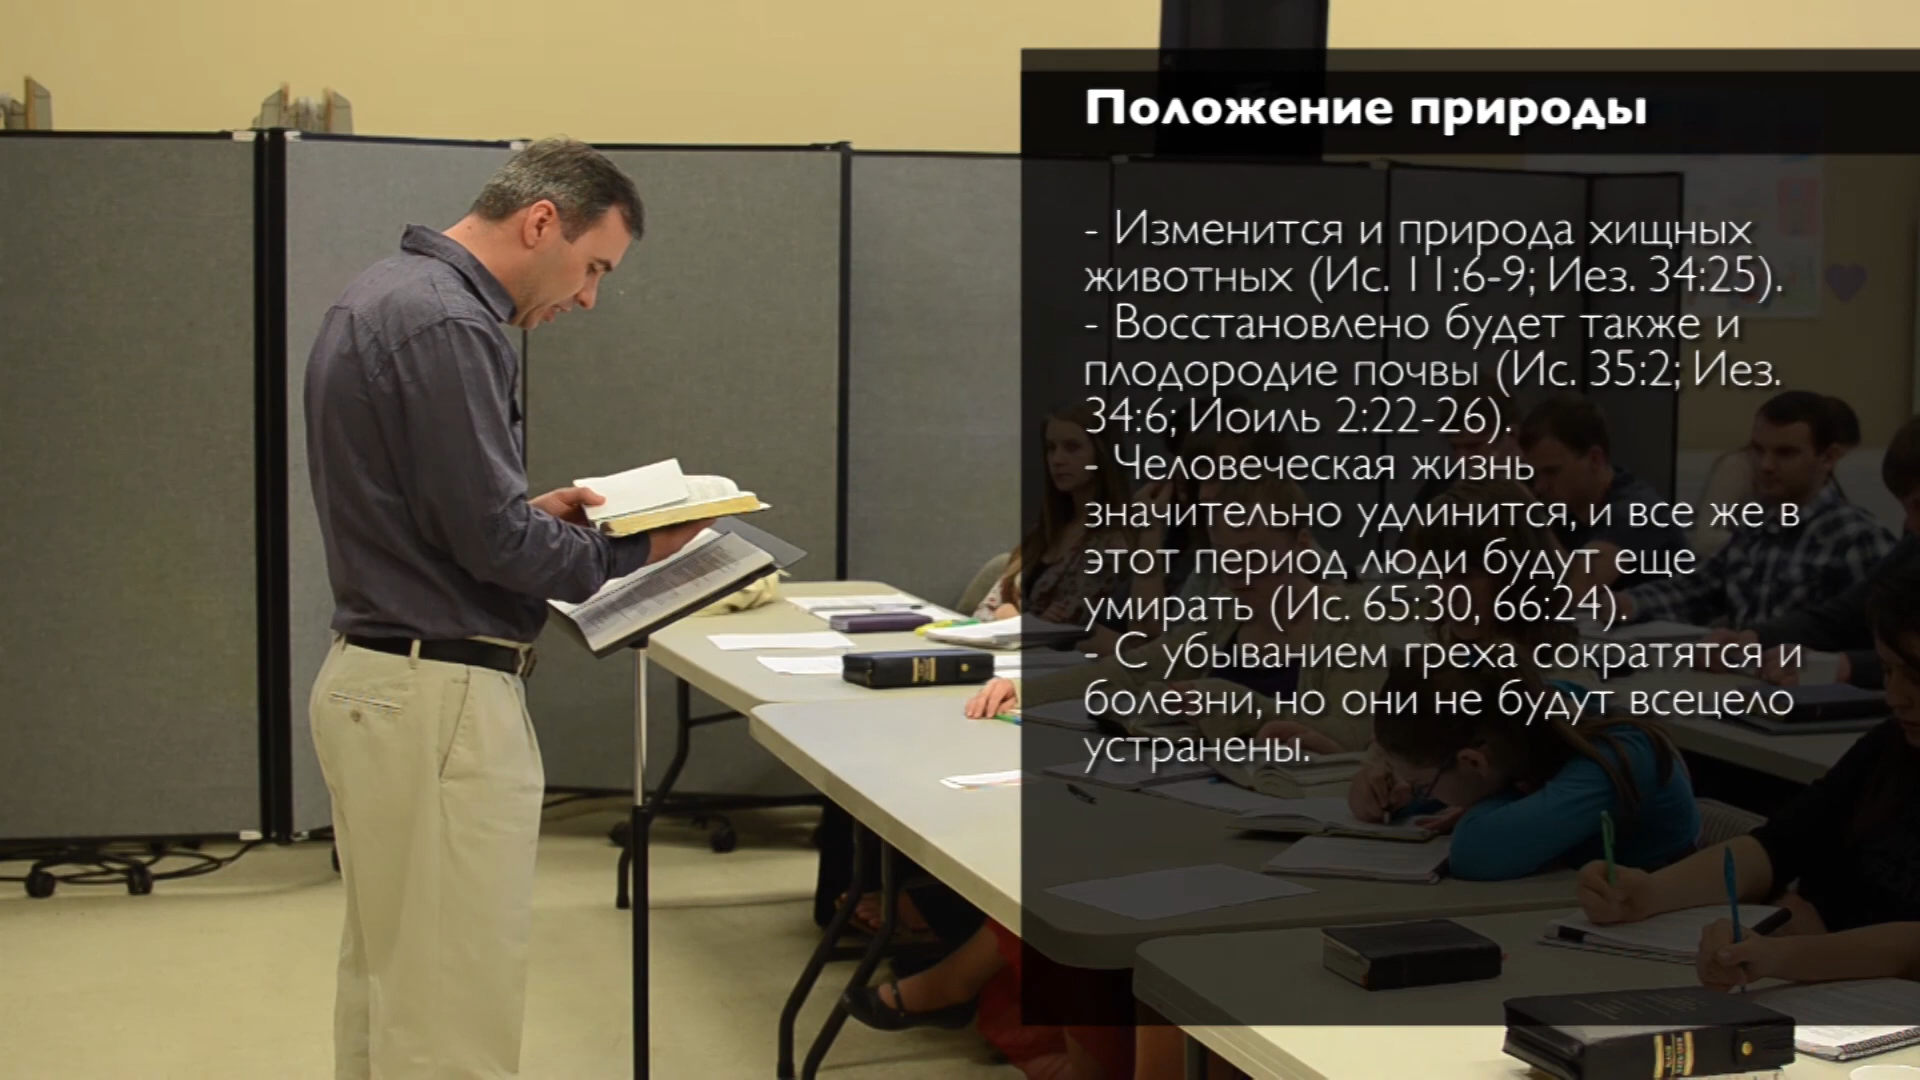 Положение природы
- Изменится и природа хищных
животных (Ис. 11:6-9; Иез. 34:25).
- Восстановлено будет также и
плодородие почвы (Ис. 35:2; Иез.
34:6; Иоиль 2:22-26).
- Человеческая жизнь
значительно удлинится, и все же в
этот период люди будут еще
умирать (Ис. 65:30, 66:24).
- С убыванием греха сократятся и
болезни, но они не будут всецело
устранены.